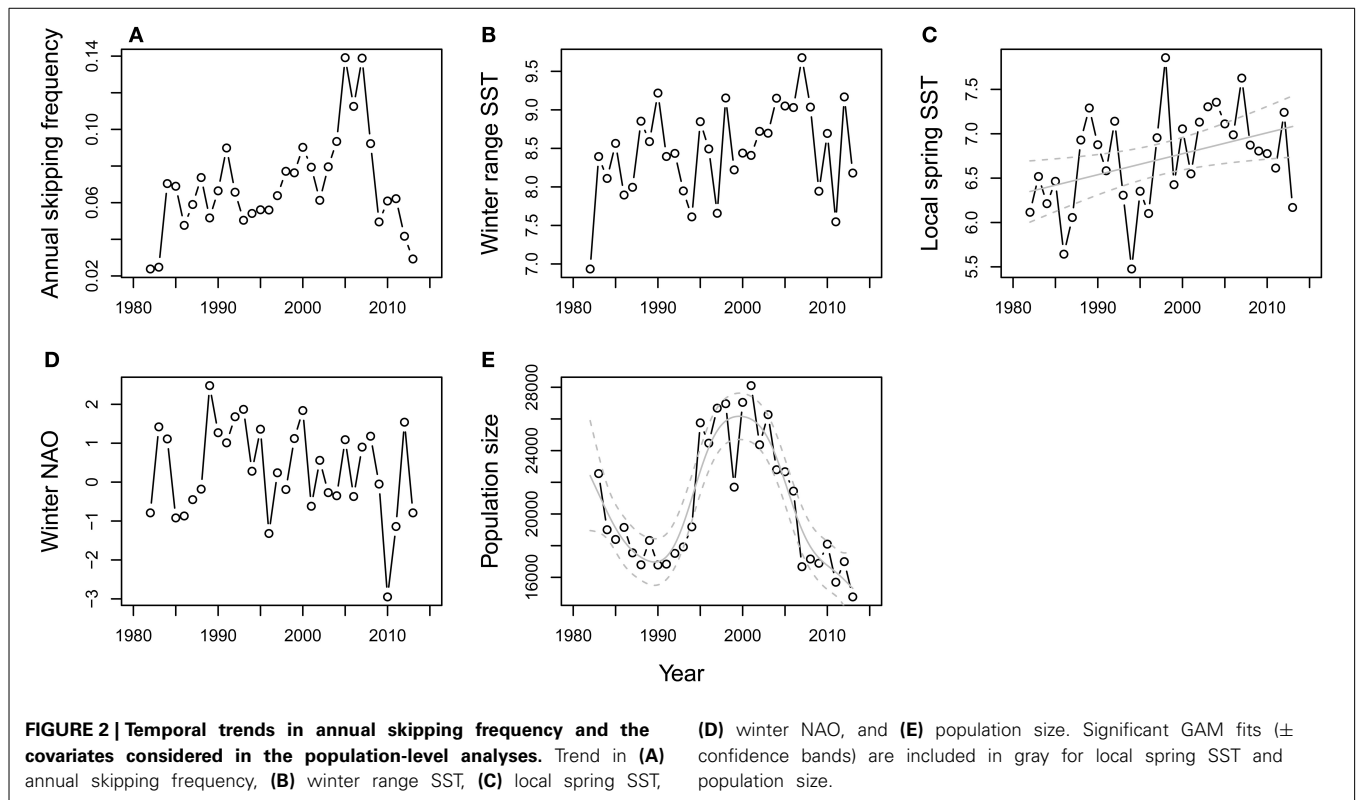 A
Annual skipping frequency
0.14
0.10
0.06
0.02
1980 1990 2000 2010
B
Winter range SST
9.5
9.0
8.5
8.0
7.5
7.0
1980 1990 2000 2010
C
Local spring SST
7.5
7.0
6.5
6.0
5.5
1980 1990 2000 2010
D
Winter NAO
2
1
0
-1
-2
-3
1980 1990 2000 2010
E
Population size
28000
24000
20000
16000
1980 1990 2000 2010
Year
FIGURE 2 | Temporal trends in annual skipping frequency and the
covariates considered in the population-level analyses. Trend in (A)
annual skipping frequency, (B) winter range SST, (C) local spring SST,
(D) winter NAO, and (E) population size. Significant GAM fits (±
confidence bands) are included in gray for local spring SST and
population size.